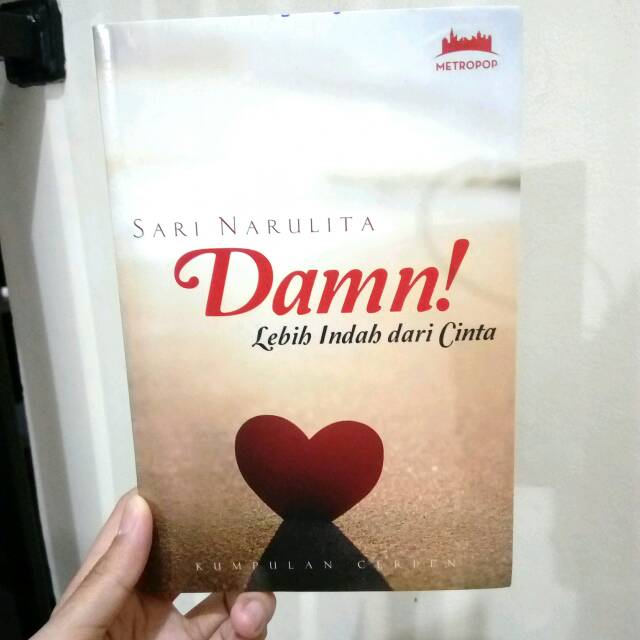 METROPOP
SARI NARULITA
Damn!
Lebih Indah dari Cinta
KUMPULAN CERPEN